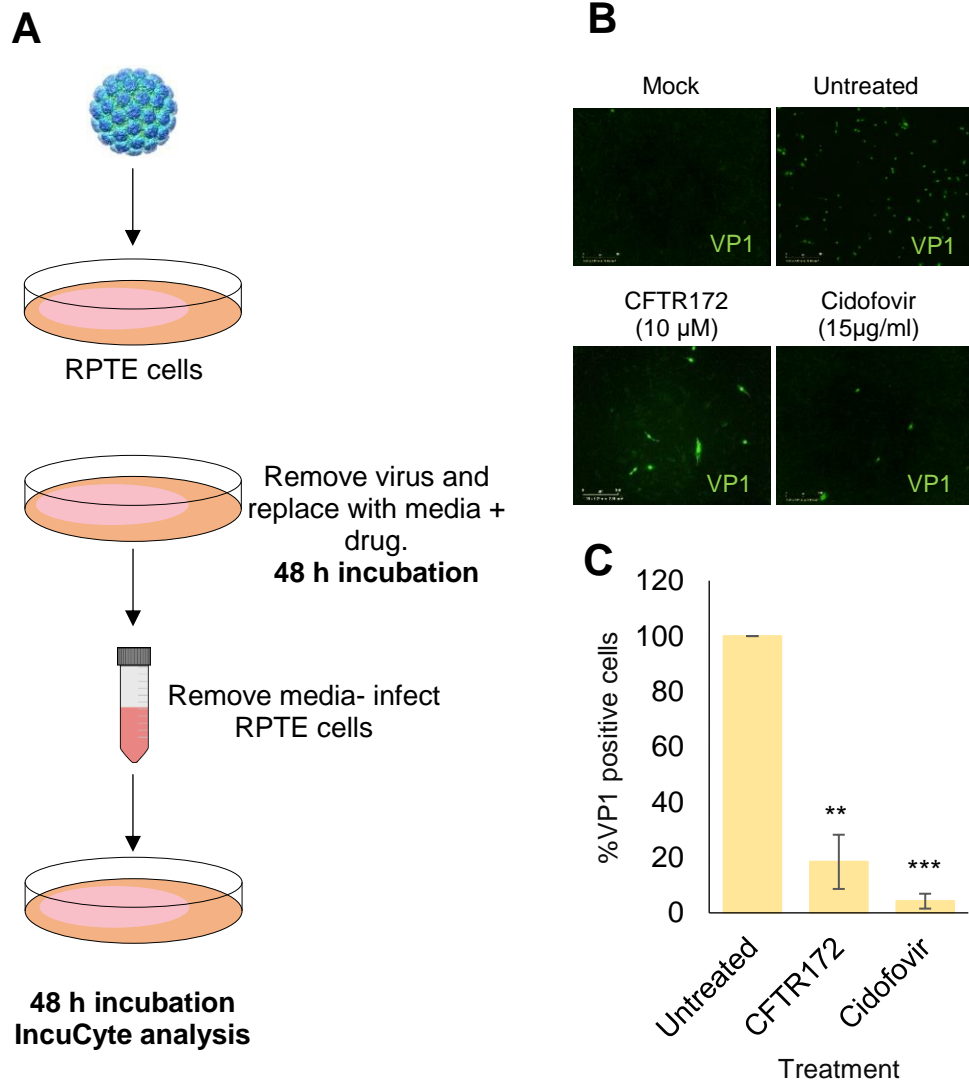 A
RPTE cells
Remove virus and
replace with media +
drug.
48 h incubation
Remove media- infect
RPTE cells
48 h incubation
IncuCyte analysis
B
Mock
Untreated
VP1
VP1
CFTR172
(10 µM)
Cidofovir
(15µg/ml)
VP1
VP1
C
%VP1 positive cells
120
100
80
60
40
20
0
**
***
Untreated
CFTR172
Cidofovir
Treatment